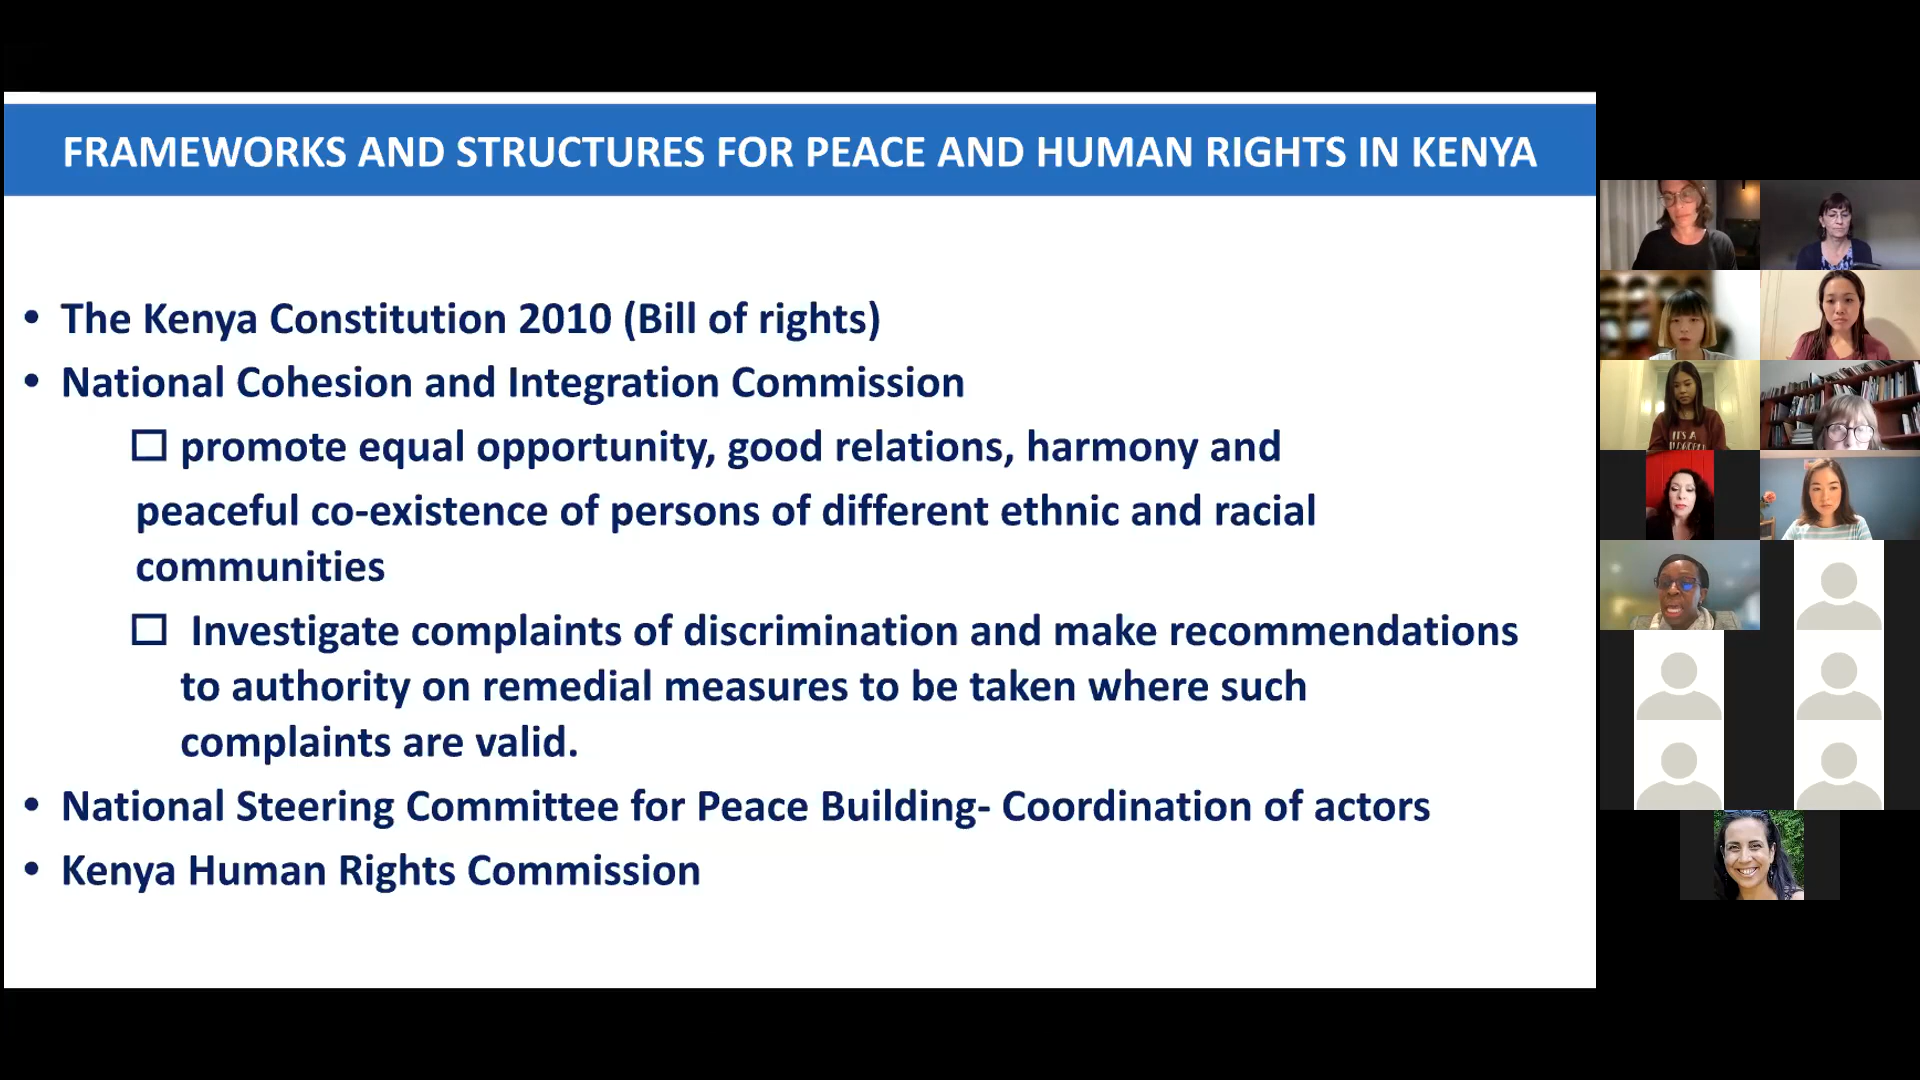 FRAMEWORKS AND STRUCTURES FOR PEACE AND HUMAN RIGHTS IN KENYA
• The Kenya Constitution 2010 (Bill of rights)
• National Cohesion and Integration Commission
☐ promote equal opportunity, good relations, harmony and
peaceful co-existence of persons of different ethnic and racial
communities
☐ Investigate complaints of discrimination and make recommendations
to authority on remedial measures to be taken where such
complaints are valid.
• National Steering Committee for Peace Building- Coordination of actors
• Kenya Human Rights Commission
IT'S A